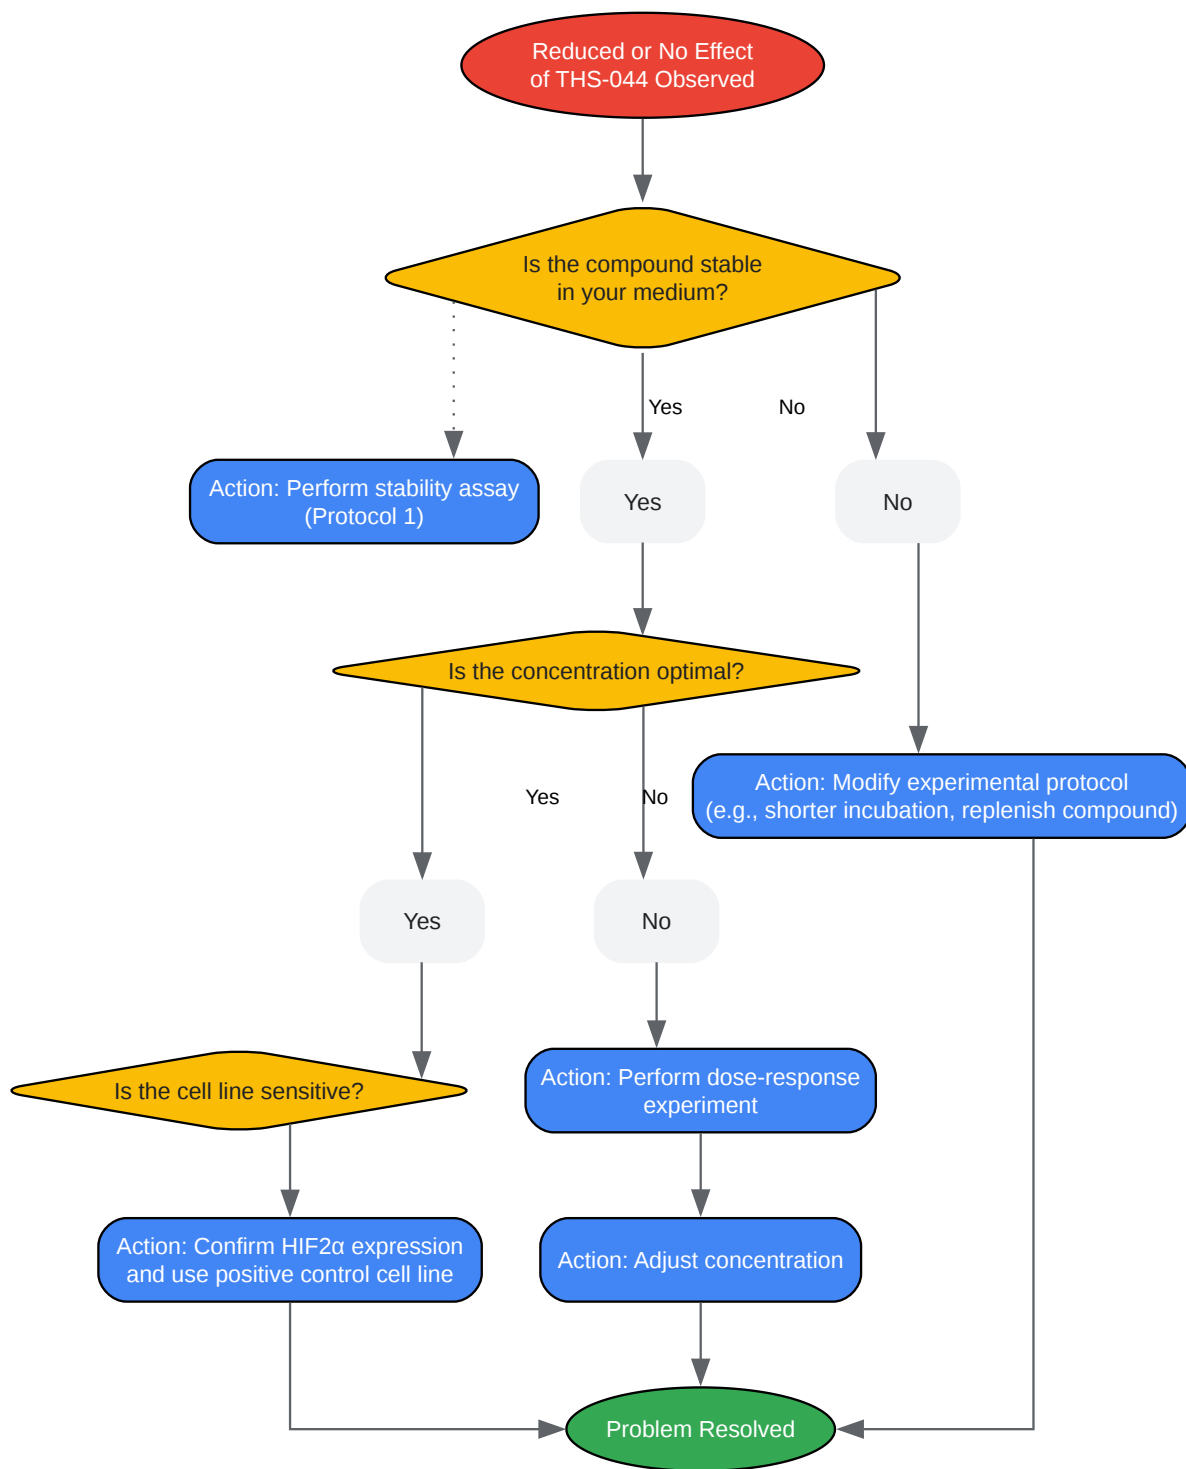 Reduced or No Effect
of THS-044 Observed
Is the compound stable
in your medium?
Yes
No
Action: Perform stability assay
(Protocol 1)
Yes
No
Is the concentration optimal?
Action: Modify experimental protocol
(e.g., shorter incubation, replenish compound)
Yes
No
Yes
No
Is the cell line sensitive?
Action: Perform dose-response
experiment
Action: Confirm HIF2α expression
and use positive control cell line
Action: Adjust concentration
Problem Resolved